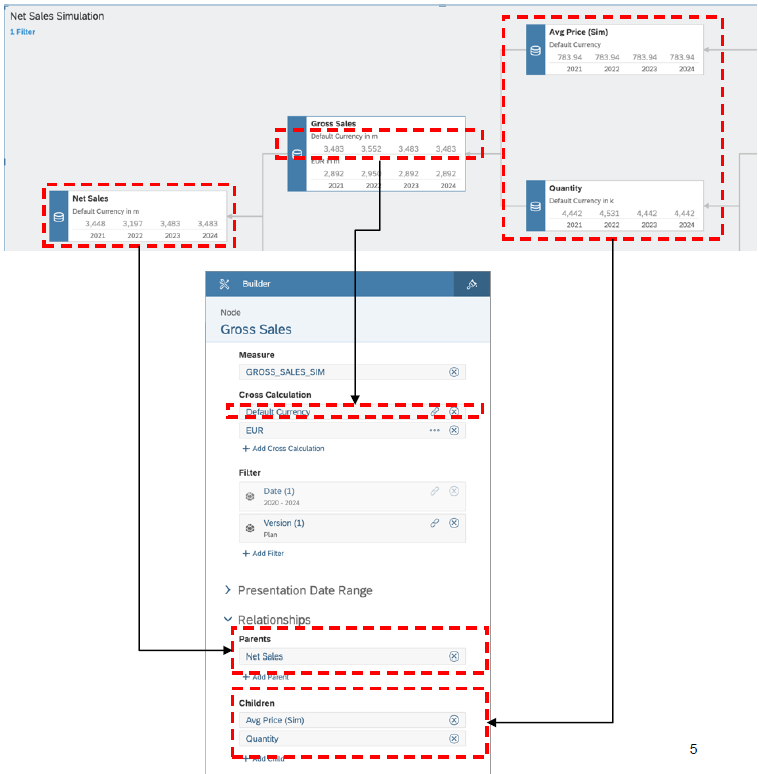 Net Sales Simulation
1 Filter
Avg Price (Sim)
Default Currency
783.94 783.94 783.94 783.94
2021 2022 2023 2024
Gross Sales
Default Currency in m
3,483 3,552 3,483 3,483
EUR in m
2,892 2,950 2,892 2,892
2021 2022 2023 2024
Quantity
Default Currency in k
4,442 4,531 4,442 4,442
2021 2022 2023 2024
Net Sales
Default Currency in m
3,448 3,197 3,483 3,483
2021 2022 2023 2024
Builder
Node
Gross Sales
Measure
GROSS_SALES_SIM
Cross Calculation
Default Currency
EUR
+ Add Cross Calculation
Filter
Date (1)
2020 - 2024
Version (1)
Plan
+ Add Filter
Presentation Date Range
Relationships
Parents
Net Sales
+ Add Parent
Children
Avg Price (Sim)
Quantity
+ Add Child
5